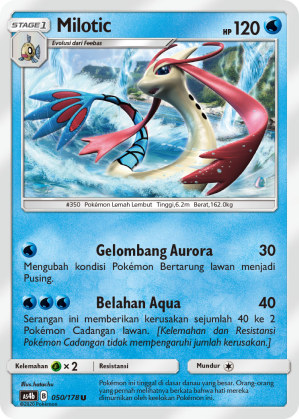 STAGE 1
Milotic
HP 120
Evolusi dari Feebas
#350 Pokémon Lemah Lembut Tinggi,6.2m Berat,162.0kg
Gelombang Aurora 30
Mengubah kondisi Pokémon Bertarung lawan menjadi
Pusing.
Belahan Aqua 40
Serangan ini memberikan kerusakan sejumlah 40 ke 2
Pokémon Cadangan lawan. [Kelemahan dan Resistansi
Pokémon Cadangan tidak mempengaruhi jumlah kerusakan.]
Kelemahan × 2 Resistansi Mundur
Illus. hatachu
AS4b D 050/178 U
Pokémon ini tinggal di dasar danau yang besar. Orang-orang
yang pernah melihatnya berkata bahwa hati mereka
dimurnikan oleh keelokan Pokémon ini.